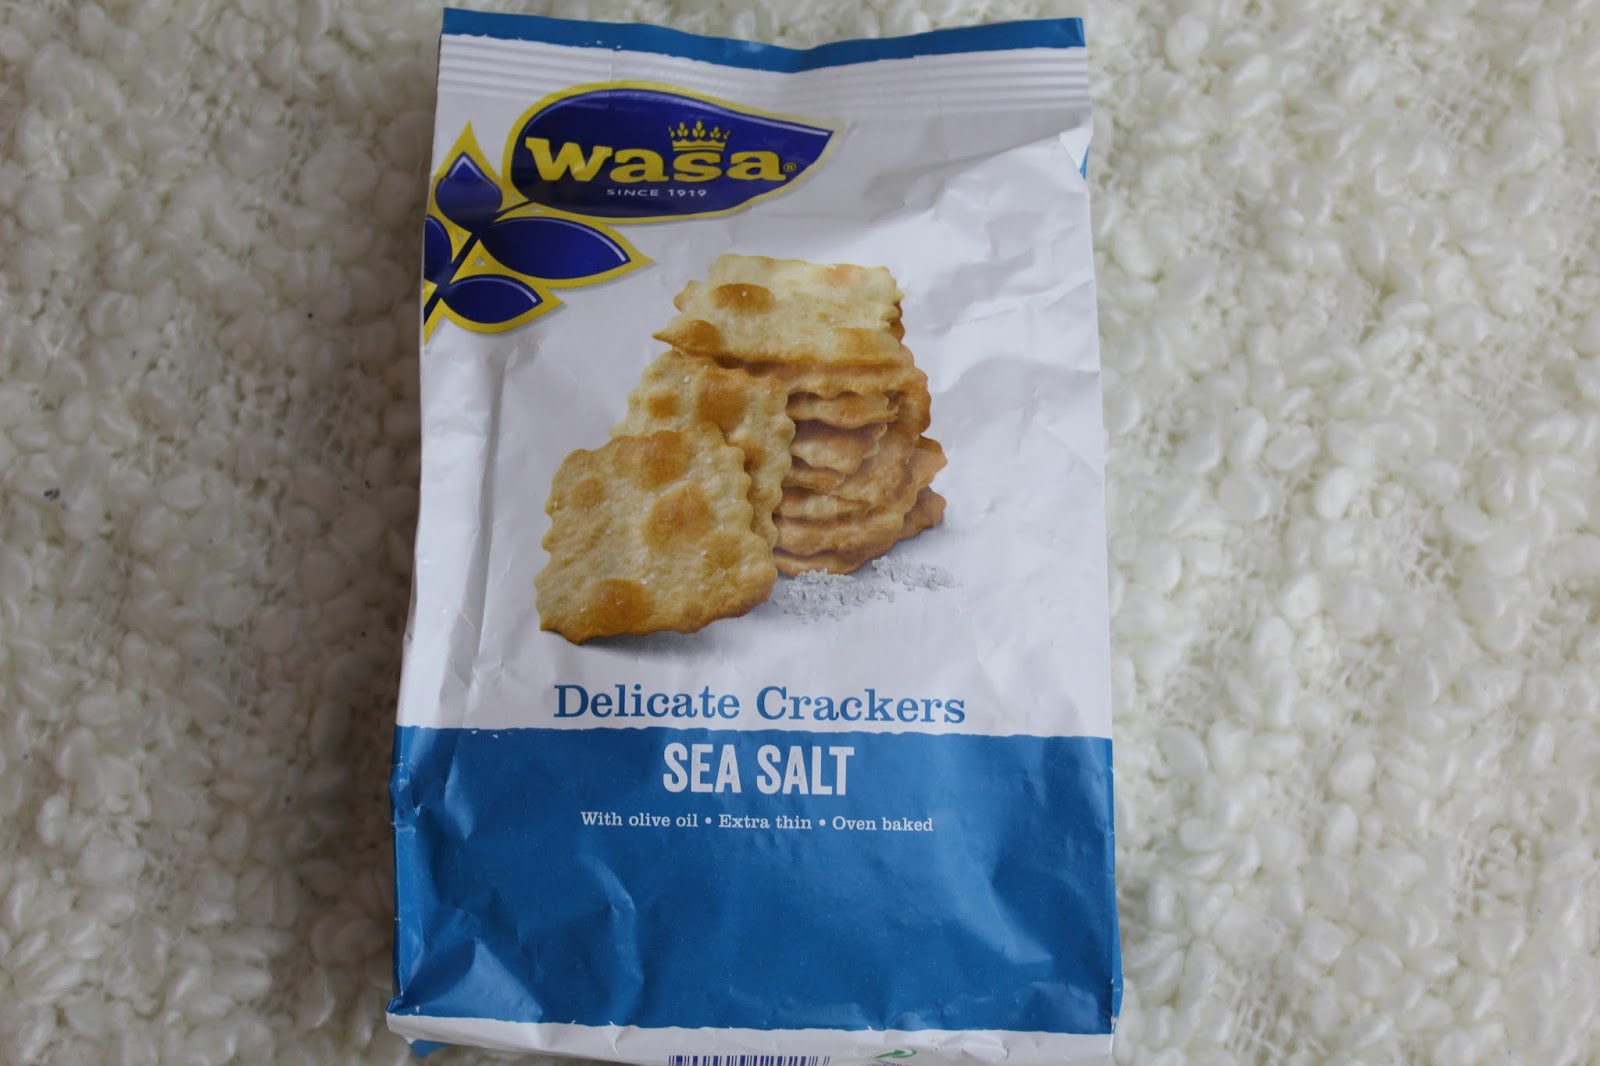 wasa®
SINCE 1919
Delicate Crackers
SEA SALT
With olive oil • Extra thin • Oven baked